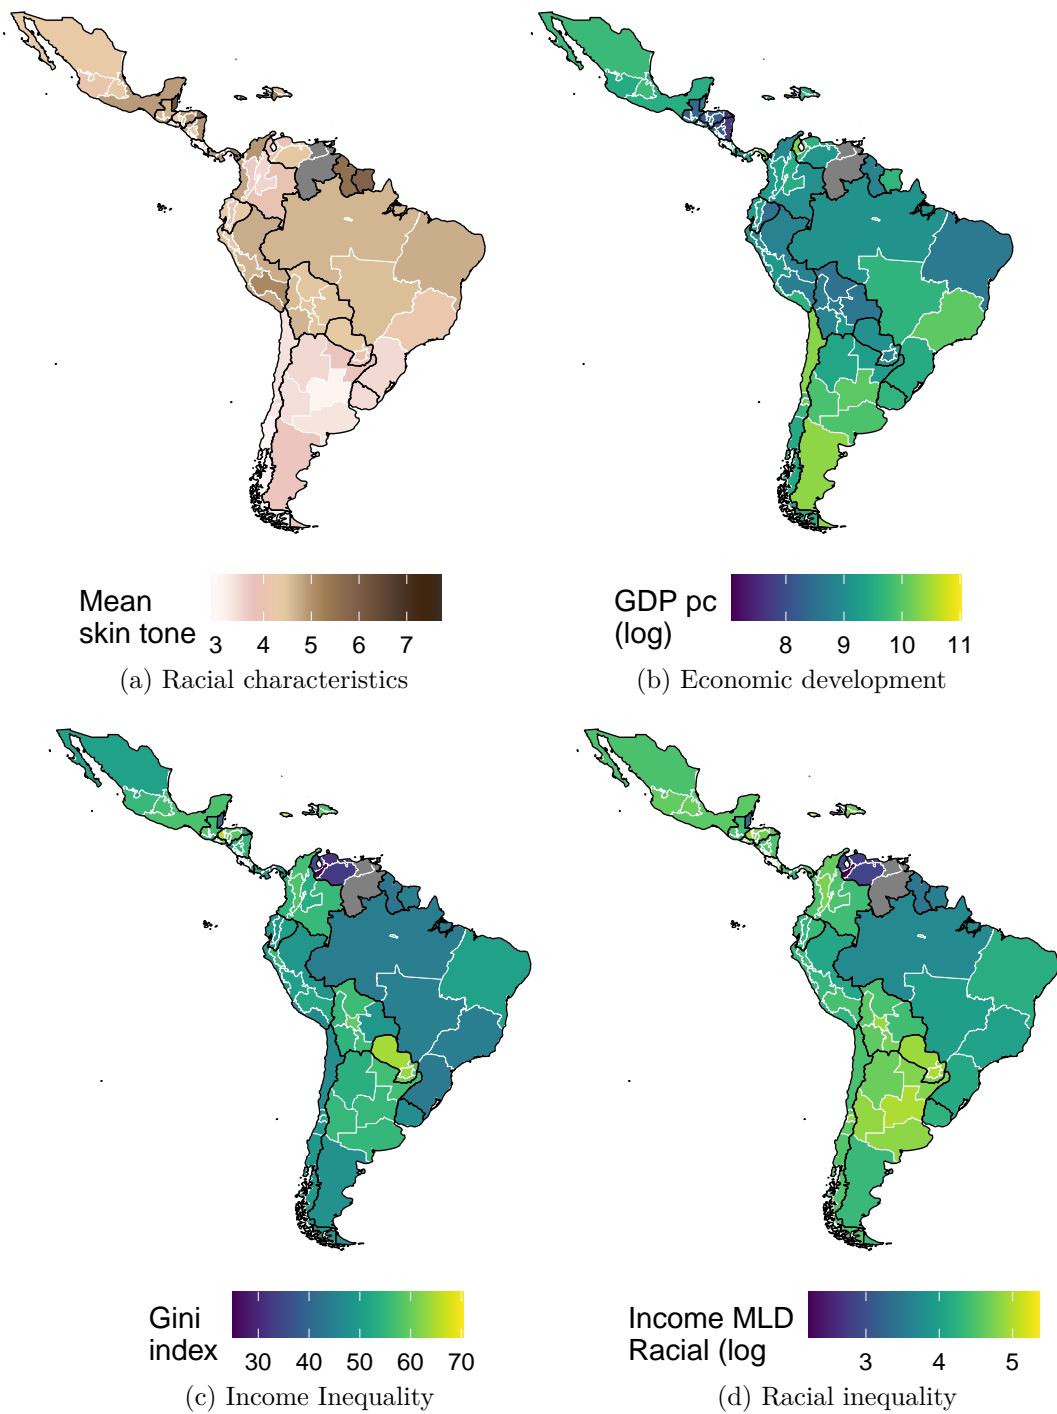 Mean
skin tone
3 4 5 6 7
(a) Racial characteristics
GDP pc
(log)
8 9 10 11
(b) Economic development
Gini
index
30 40 50 60 70
(c) Income Inequality
Income MLD
Racial (log
3 4 5
(d) Racial inequality